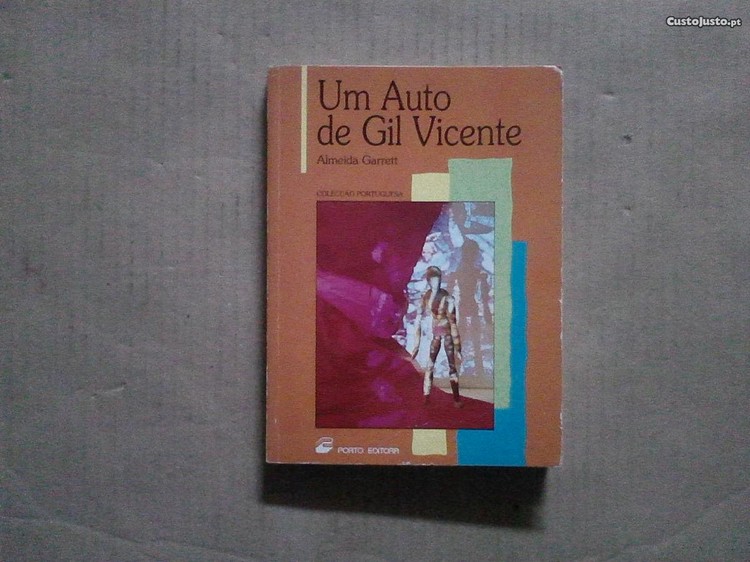 CustoJusto.pt
Um Auto
de Gil Vicente
Almeida Garrett
COLECÇÃO PORTUGUESA
PORTO EDITORA